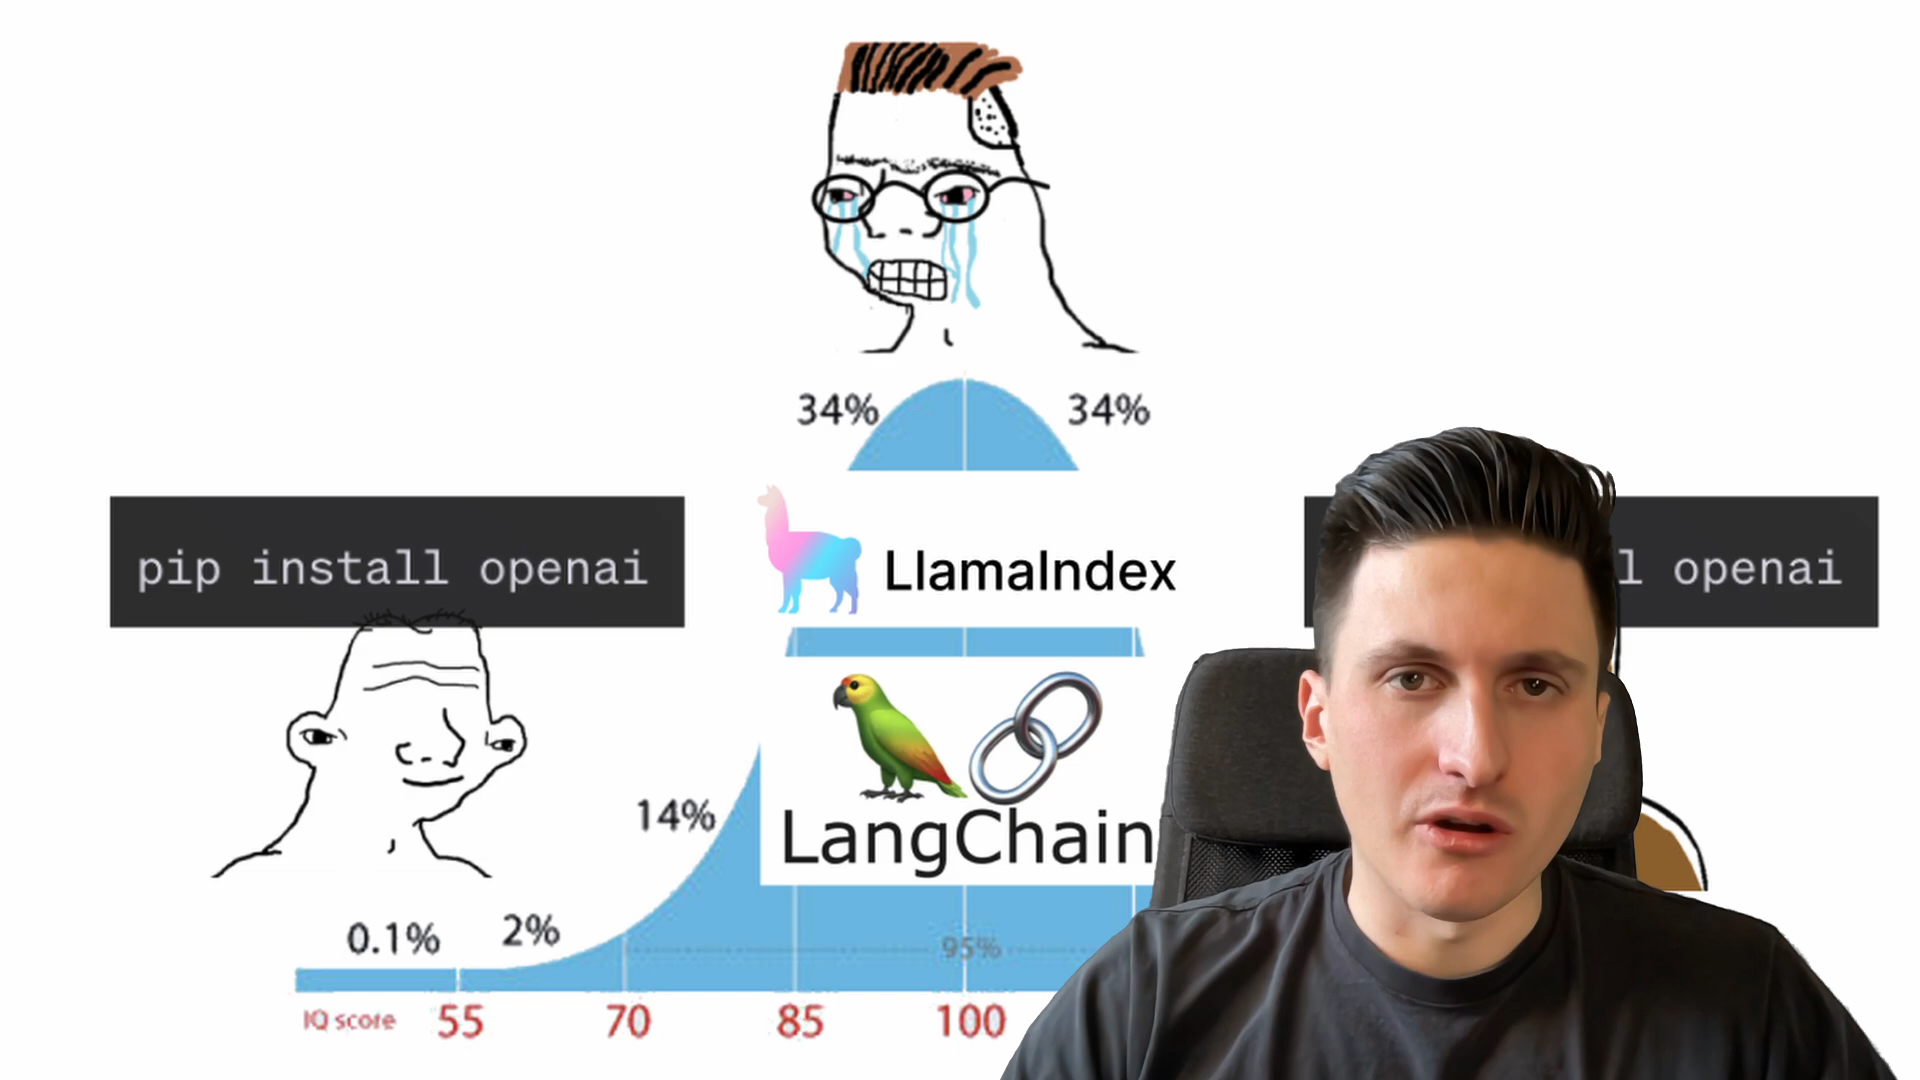 34%
34%
pip install openai
LlamaIndex
l openai
LangChain
14%
0.1%
2%
95%
IQ score
55
70
85
100